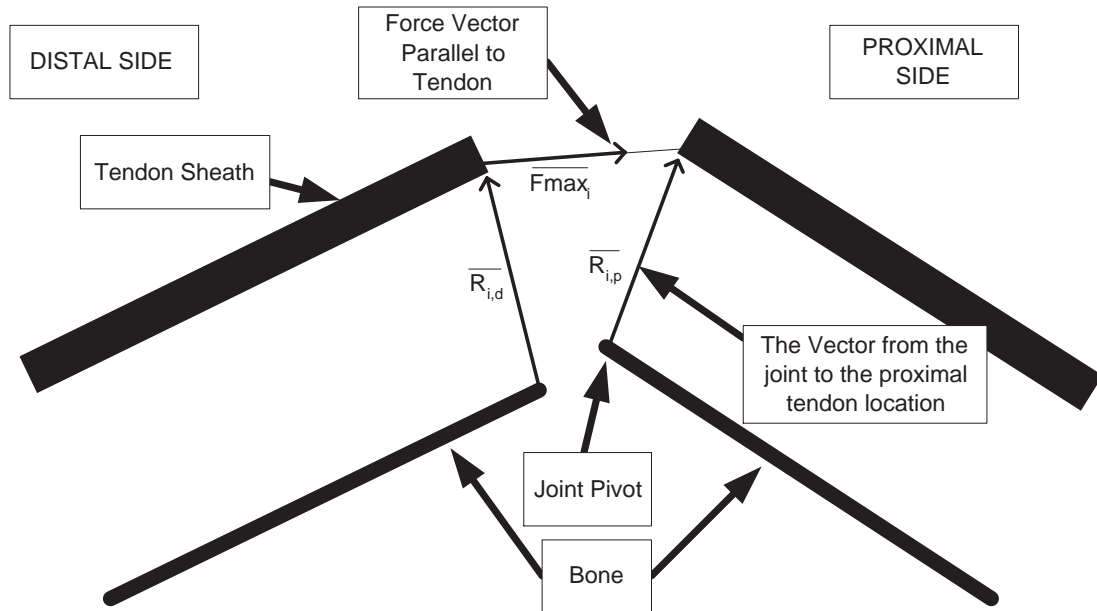 DISTAL SIDE
Force Vector
Parallel to
Tendon
PROXIMAL
SIDE
Tendon Sheath
Fmaxᵢ
R i,d
R i,p
The Vector from the
joint to the proximal
tendon location
Joint Pivot
Bone